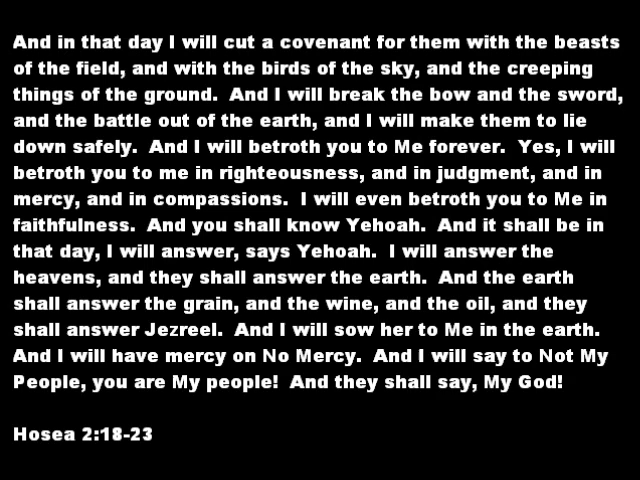 And in that day I will cut a covenant for them with the beasts
of the field, and with the birds of the sky, and the creeping
things of the ground.  And I will break the bow and the sword,
and the battle out of the earth, and I will make them to lie
down safely.  And I will betroth you to Me forever.  Yes, I will
betroth you to me in righteousness, and in judgment, and in
mercy, and in compassions.  I will even betroth you to Me in
faithfulness.  And you shall know Yehoah.  And it shall be in
that day, I will answer, says Yehoah.  I will answer the
heavens, and they shall answer the earth.  And the earth
shall answer the grain, and the wine, and the oil, and they
shall answer Jezreel.  And I will sow her to Me in the earth.
And I will have mercy on No Mercy.  And I will say to Not My
People, you are My people!  And they shall say, My God!
Hosea 2:18-23